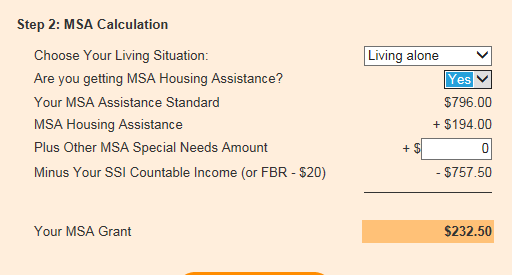 Step 2: MSA Calculation
Choose Your Living Situation: Living alone
Are you getting MSA Housing Assistance? Yes
Your MSA Assistance Standard $796.00
MSA Housing Assistance + $194.00
Plus Other MSA Special Needs Amount + $ 0
Minus Your SSI Countable Income (or FBR - $20) - $757.50
Your MSA Grant $232.50